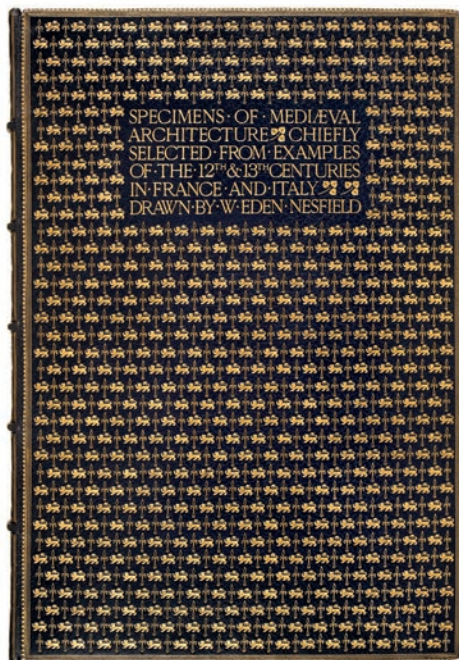 SPECIMENS · OF · MEDIÆVAL
ARCHITECTURE CHIEFLY
SELECTED · FROM · EXAMPLES
OF · THE · 12TH · & · 13TH · CENTURIES
IN · FRANCE · AND · ITALY ·
DRAWN · BY · W · EDEN · NESFIELD